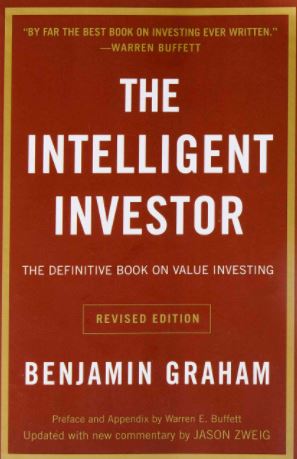 "BY FAR THE BEST BOOK ON INVESTING EVER WRITTEN."
—WARREN BUFFETT
THE
INTELLIGENT
INVESTOR
THE DEFINITIVE BOOK ON VALUE INVESTING
REVISED EDITION
BENJAMIN GRAHAM
Preface and Appendix by Warren E. Buffett
Updated with new commentary by JASON ZWEIG